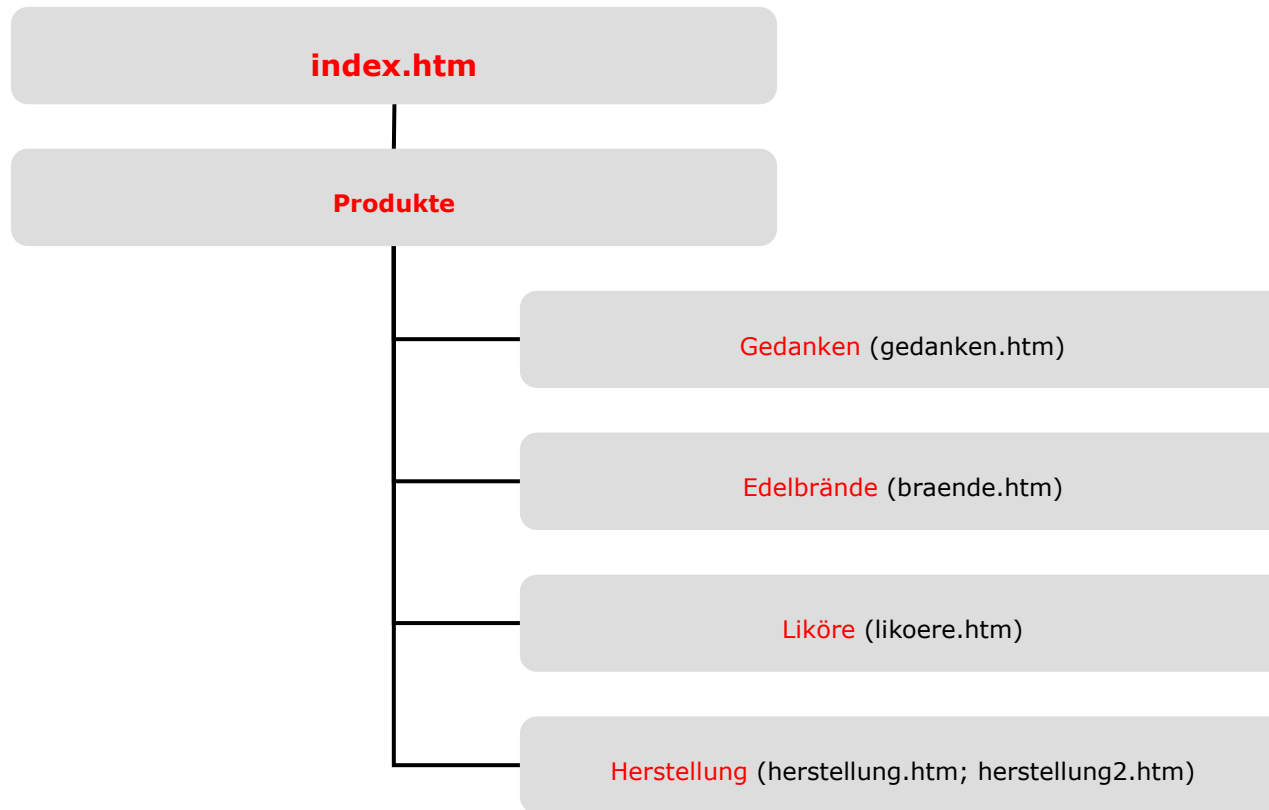 index.htm
Produkte
Gedanken (gedanken.htm)
Edelbrände (braende.htm)
Liköre (likoere.htm)
Herstellung (herstellung.htm; herstellung2.htm)